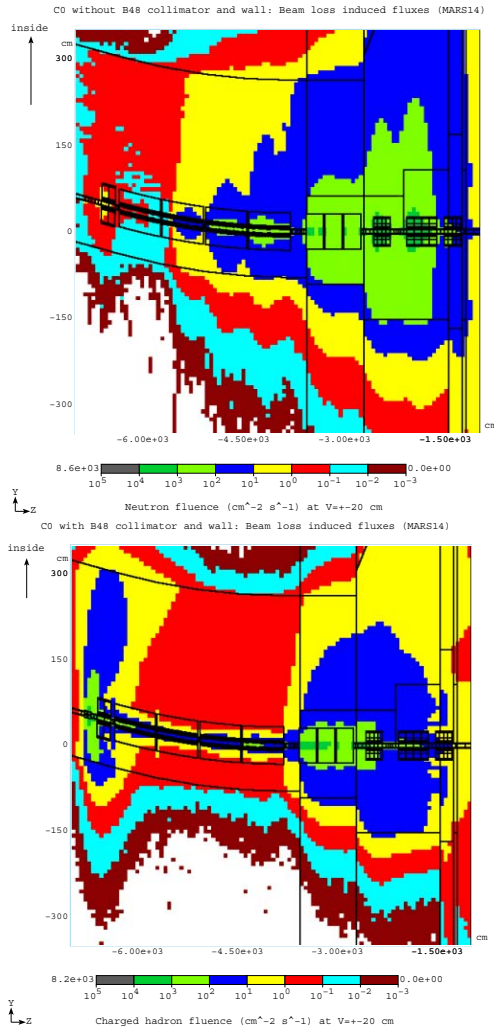 C0 without B48 collimator and wall: Beam loss induced fluxes (MARS14)
inside
cm
300
150
0
-150
-300
cm
-6.00e+03 -4.50e+03 -3.00e+03 -1.50e+03
8.6e+03 0.0e+00
10^5 10^4 10^3 10^2 10^1 10^0 10^-1 10^-2 10^-3
Y
Z
Neutron fluence (cm^-2 s^-1) at V=+-20 cm
C0 with B48 collimator and wall: Beam loss induced fluxes (MARS14)
inside
cm
300
150
0
-150
-300
cm
-6.00e+03 -4.50e+03 -3.00e+03 -1.50e+03
8.2e+03 0.0e+00
10^5 10^4 10^3 10^2 10^1 10^0 10^-1 10^-2 10^-3
Y
Z
Charged hadron fluence (cm^-2 s^-1) at V=+-20 cm